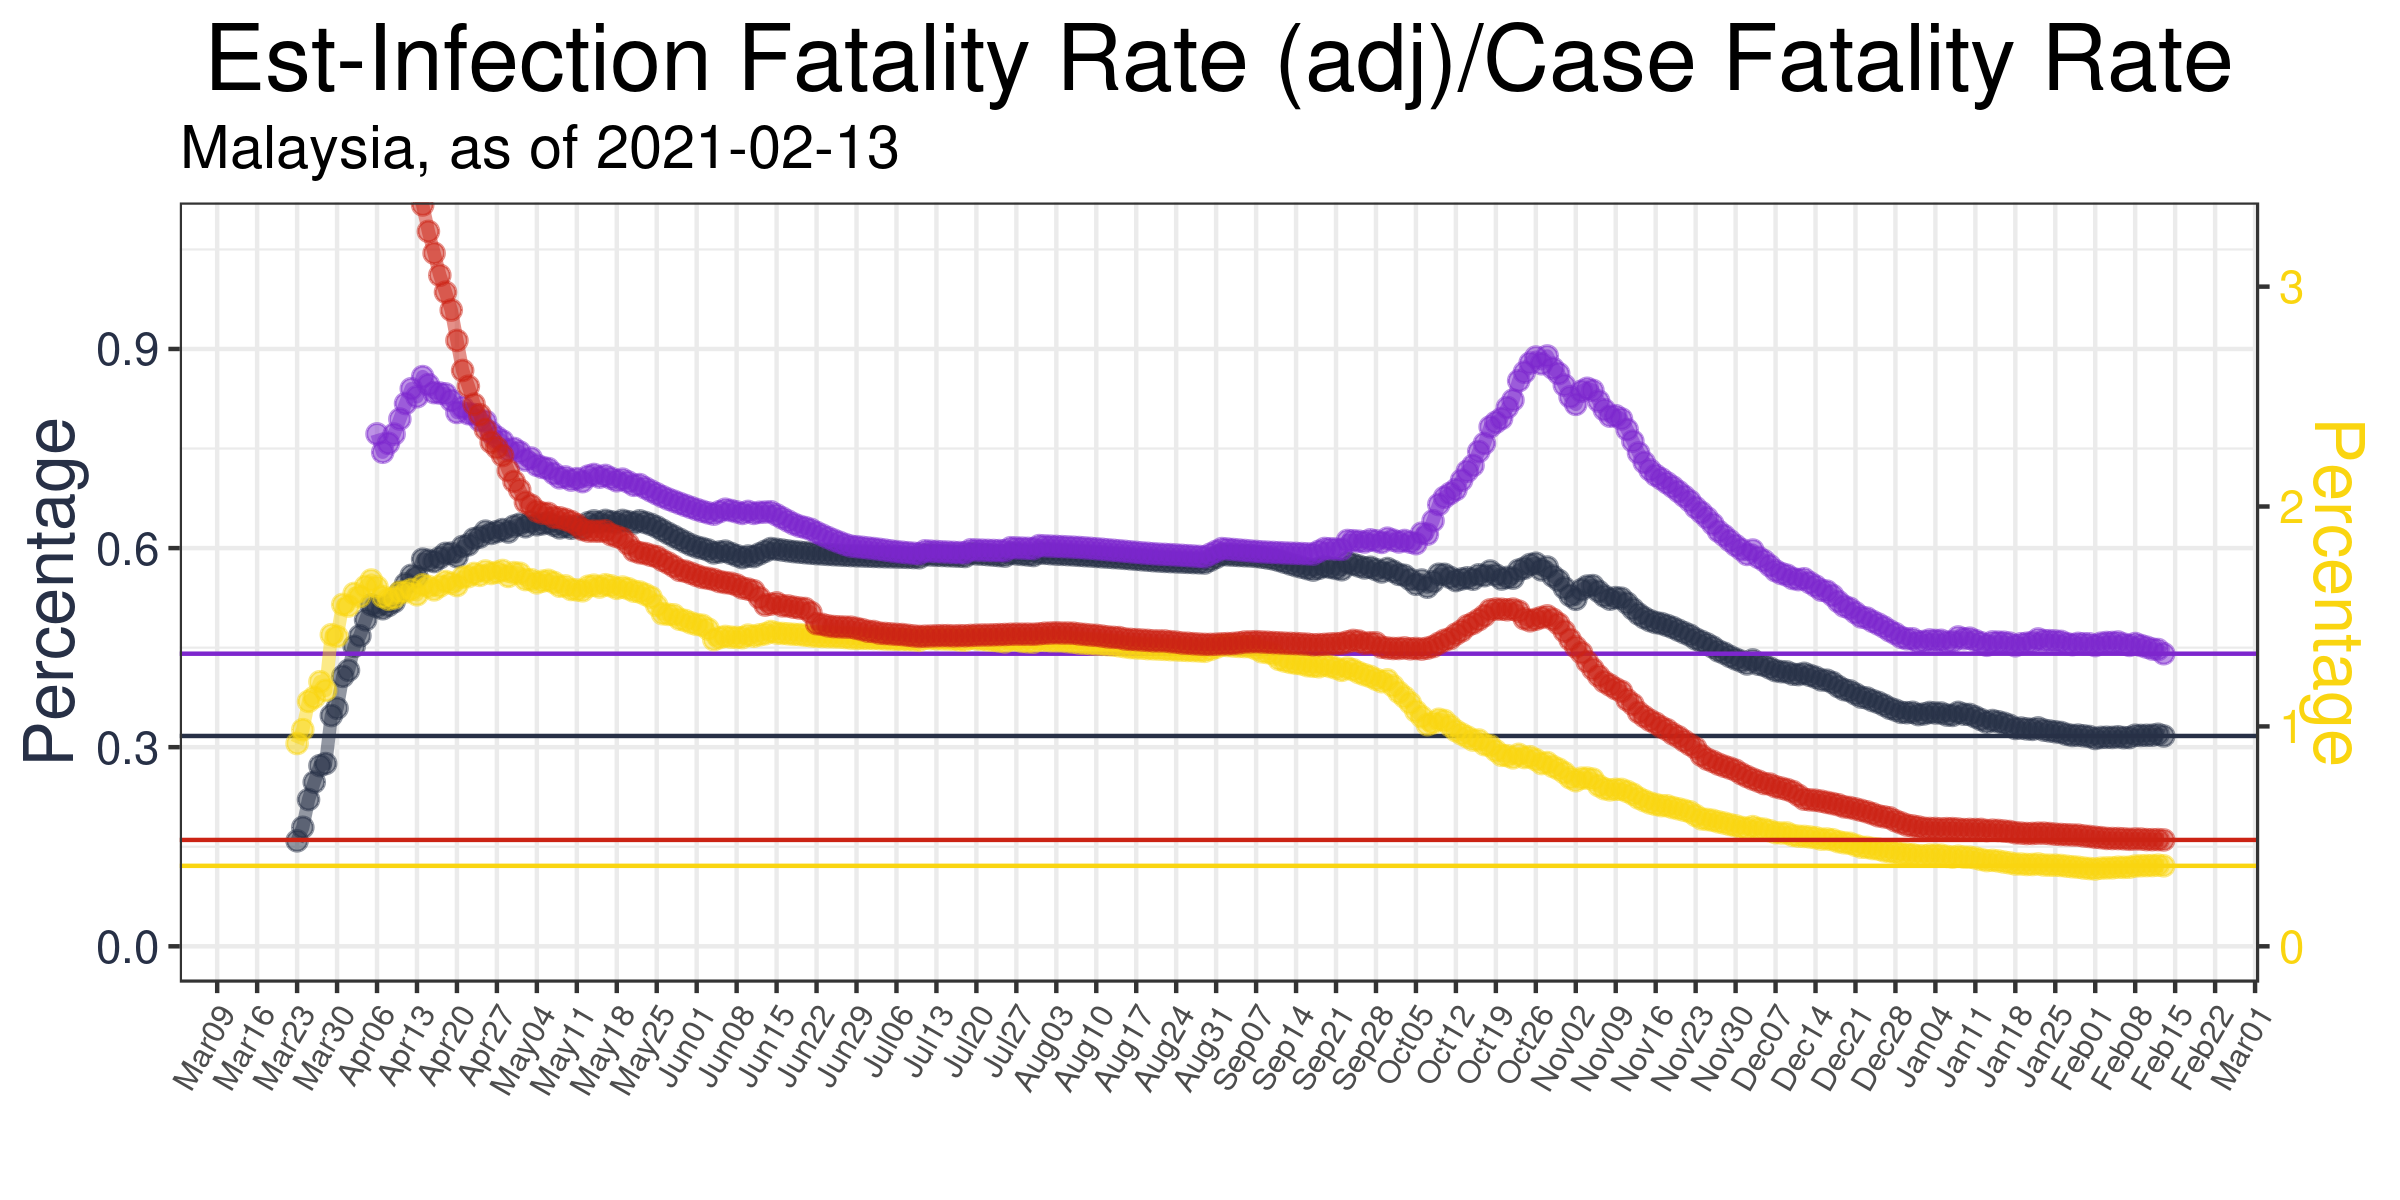 Est-Infection Fatality Rate (adj)/Case Fatality Rate
Malaysia, as of 2021-02-13
Percentage
0.9
0.6
0.3
0.0
3
2
1
0
Percentage
Mar09
Mar16
Mar23
Mar30
Apr06
Apr13
Apr20
Apr27
May04
May11
May18
May25
Jun01
Jun08
Jun15
Jun22
Jun29
Jul06
Jul13
Jul20
Jul27
Aug03
Aug10
Aug17
Aug24
Aug31
Sep07
Sep14
Sep21
Sep28
Oct05
Oct12
Oct19
Oct26
Nov02
Nov09
Nov16
Nov23
Nov30
Dec07
Dec14
Dec21
Dec28
Jan04
Jan11
Jan18
Jan25
Feb01
Feb08
Feb15
Feb22
Mar01